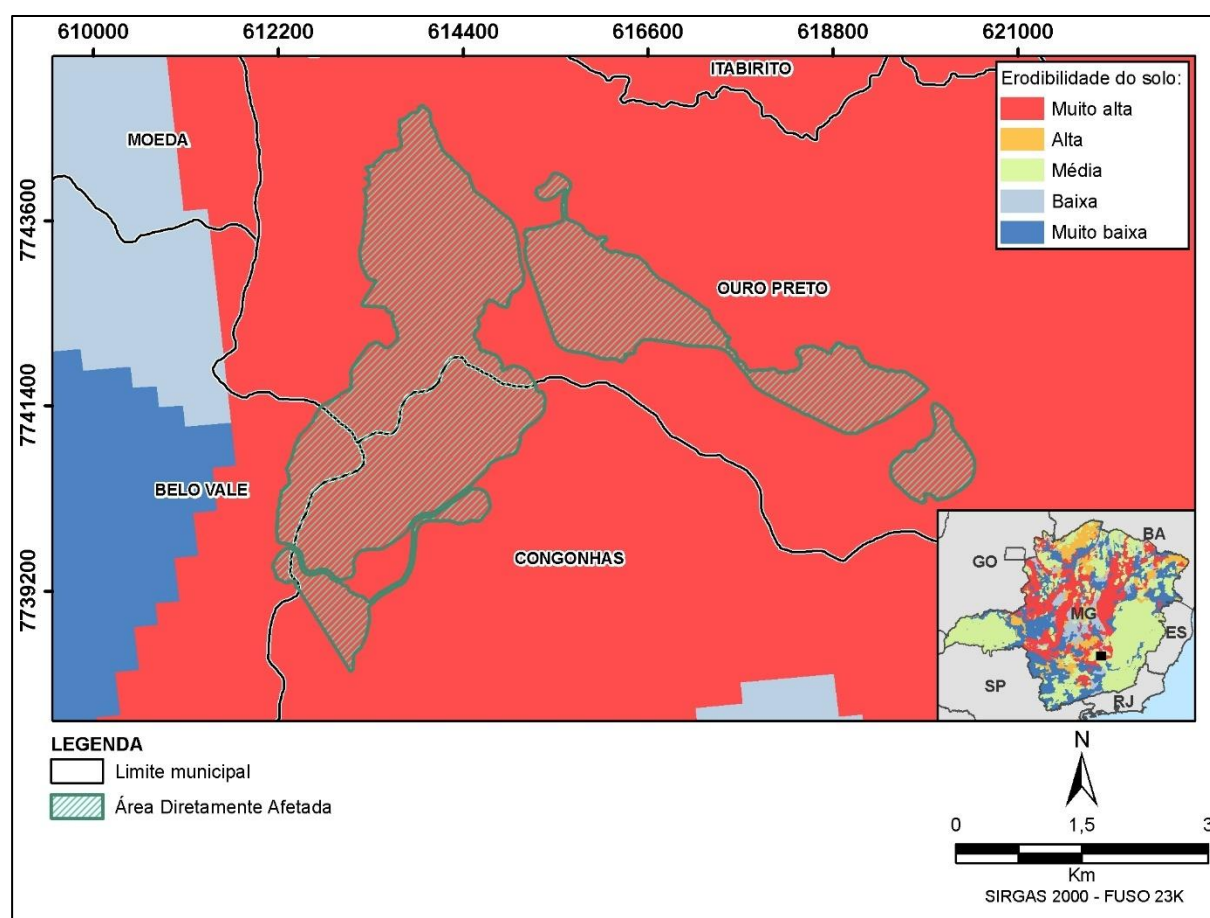 610000 612200 614400 616600 618800 621000
7743600
7741400
7739200
ITABIRITO
MOEDA
OURO PRETO
BELO VALE
CONGONHAS
Erodibilidade do solo:
Muito alta
Alta
Média
Baixa
Muito baixa
GO
BA
MG
ES
SP
RJ
LEGENDA
Limite municipal
Área Diretamente Afetada
N
0 1,5 3
Km
SIRGAS 2000 - FUSO 23K